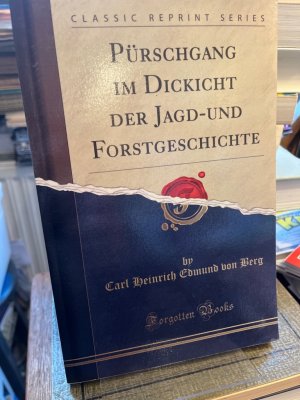 CLASSIC REPRINT SERIES
PÜRSCHGANG
IM DICKICHT
DER JAGD-UND
FORSTGESCHICHTE
by
Carl Heinrich Edmund von Berg
Forgotten Books